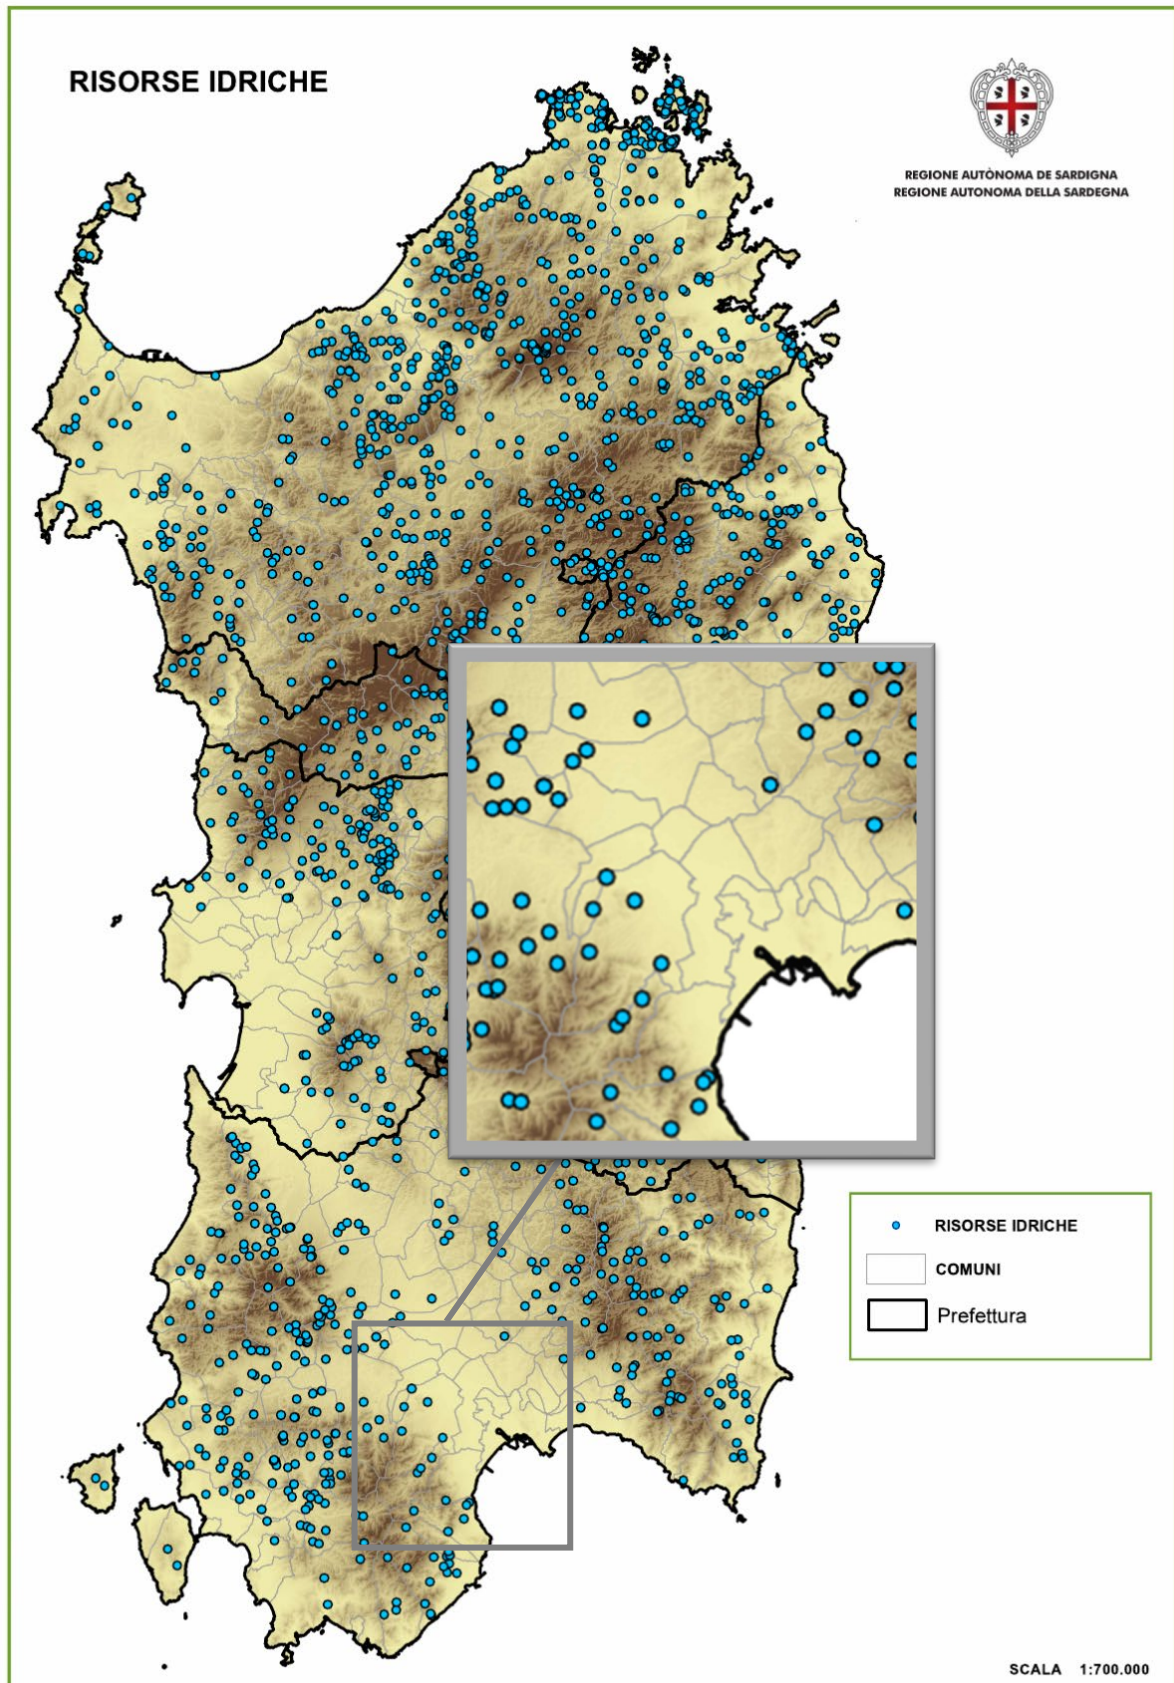 RISORSE IDRICHE
REGIONE AUTÒNOMA DE SARDIGNA
REGIONE AUTONOMA DELLA SARDEGNA
RISORSE IDRICHE
COMUNI
Prefettura
SCALA 1:700.000